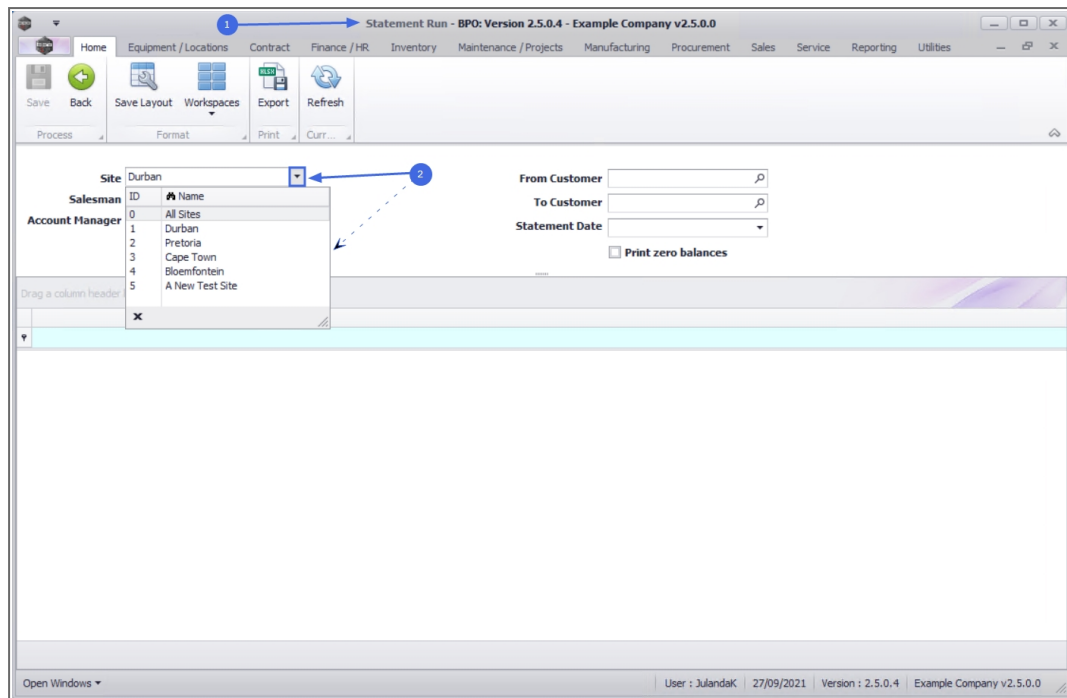 1
Statement Run - BPO: Version 2.5.0.4 - Example Company v2.5.0.0
Home Equipment / Locations Contract Finance / HR Inventory Maintenance / Projects Manufacturing Procurement Sales Service Reporting Utilities
Save Back Save Layout Workspaces Export Refresh
Process Format Print Curr...
Site Durban
2
From Customer
Salesman
To Customer
Account Manager
Statement Date
Print zero balances
ID Name
0 All Sites
1 Durban
2 Pretoria
3 Cape Town
4 Bloemfontein
5 A New Test Site
Drag a column header
Open Windows
User : JulandaK 27/09/2021 Version : 2.5.0.4 Example Company v2.5.0.0